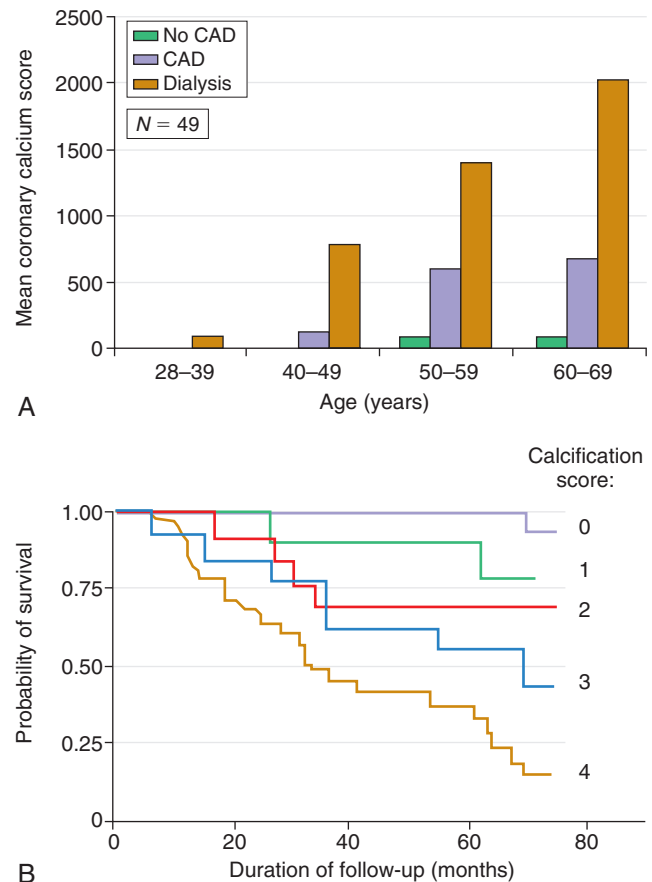 2500
2000
1500
1000
500
0
Mean coronary calcium score
No CAD
CAD
Dialysis
N = 49
28–39 40–49 50–59 60–69
Age (years)
A
Calcification
score:
1.00
0.75
0.50
0.25
0
Probability of survival
0
1
2
3
4
0 20 40 60 80
Duration of follow-up (months)
B